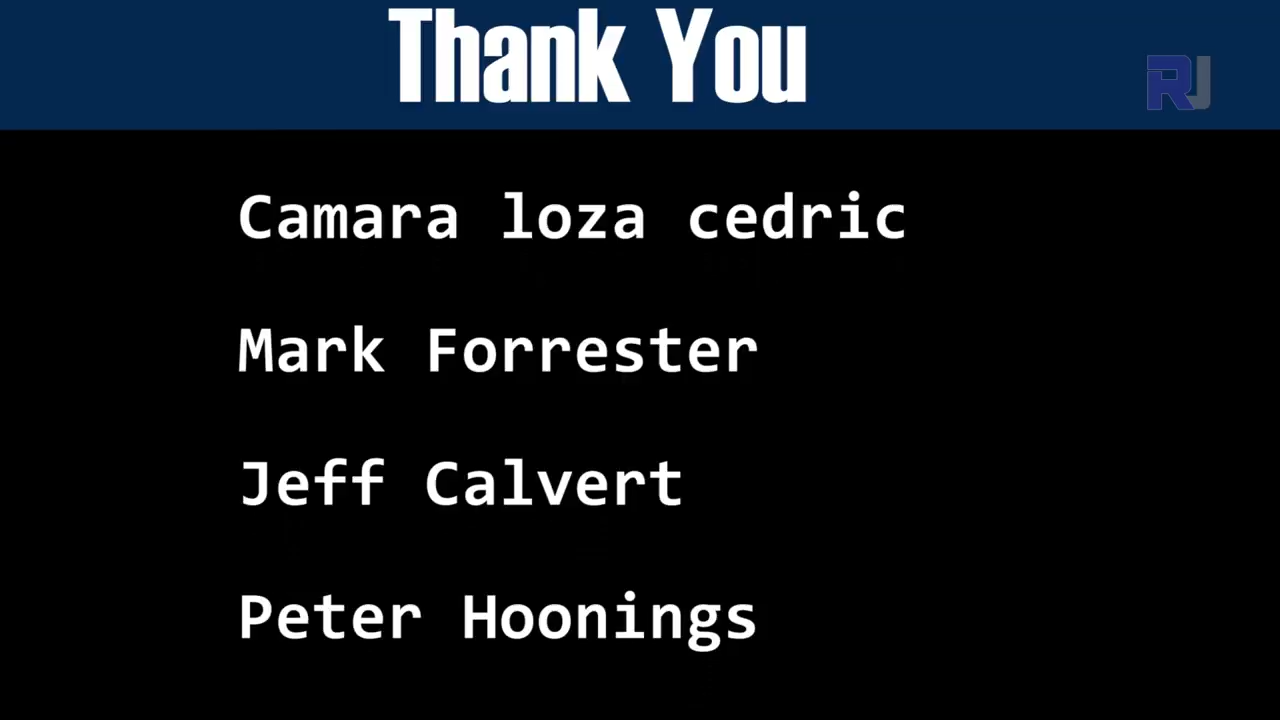 Thank You
RJ
Camara loza cedric
Mark Forrester
Jeff Calvert
Peter Hoonings